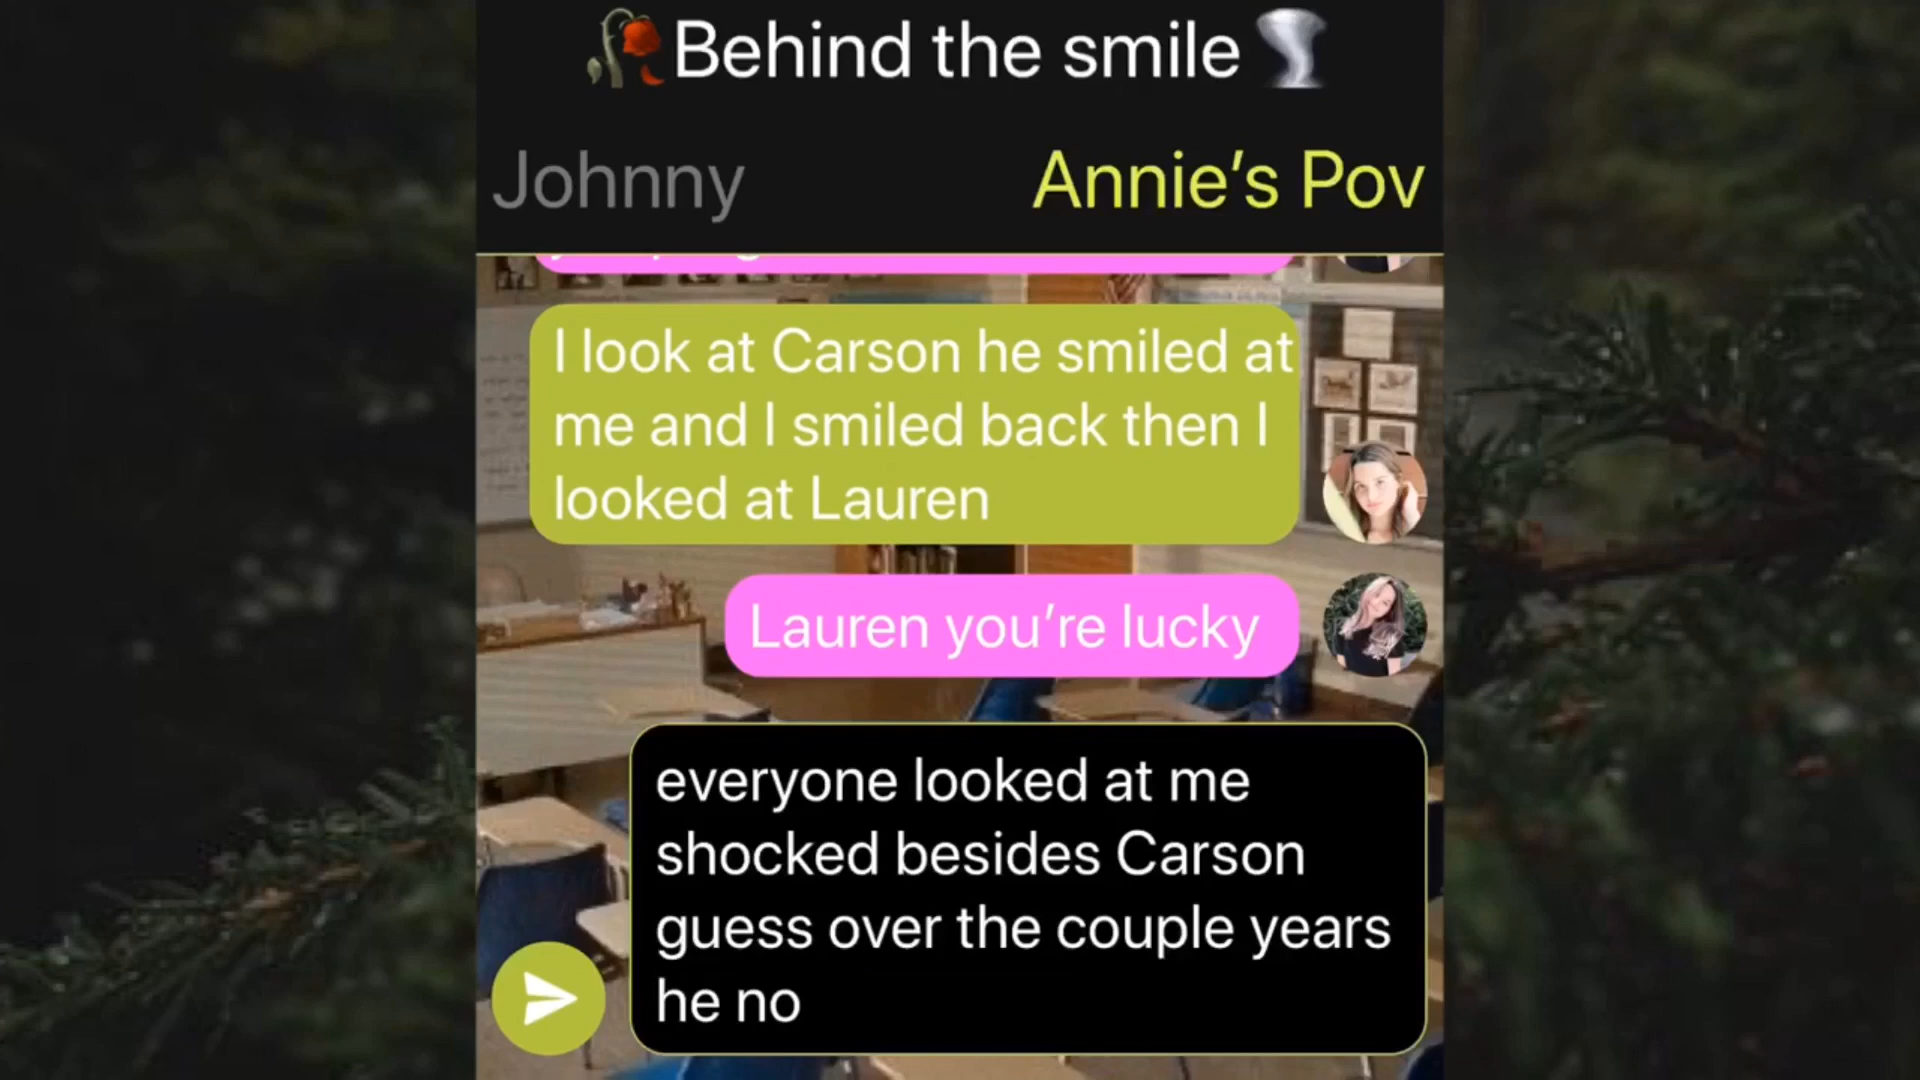 Behind the smile
Johnny
Annie's Pov
I look at Carson he smiled at
me and I smiled back then I
looked at Lauren
Lauren you're lucky
everyone looked at me
shocked besides Carson
guess over the couple years
he no